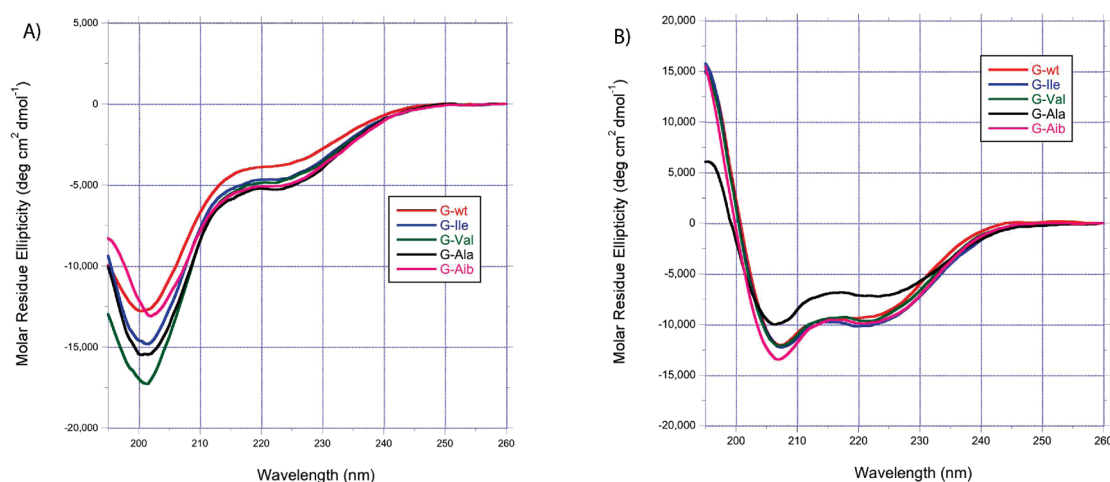 A)
5,000
0
-5,000
-10,000
-15,000
-20,000
Molar Residue Ellipticity (deg cm² dmol⁻¹)
G-wt
G-Ile
G-Val
G-Ala
G-Aib
200
210
220
230
240
250
260
Wavelength (nm)
B)
20,000
15,000
10,000
5,000
0
-5,000
-10,000
-15,000
-20,000
Molar Residue Ellipticity (deg cm² dmol⁻¹)
G-wt
G-Ile
G-Val
G-Ala
G-Aib
200
210
220
230
240
250
260
Wavelength (nm)